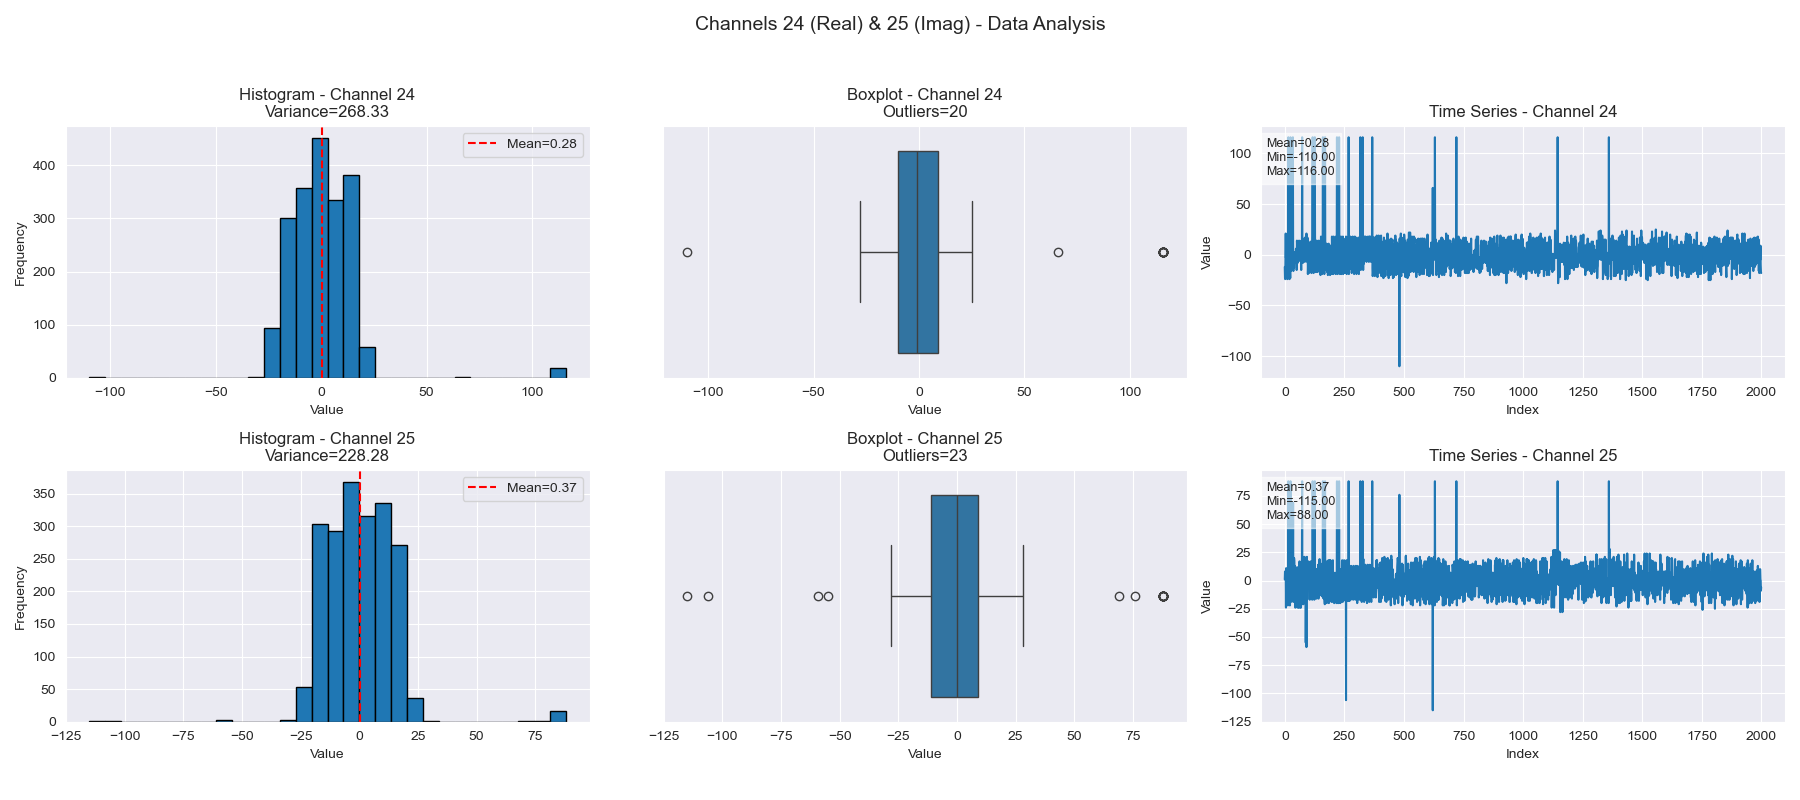 Channels 24 (Real) & 25 (Imag) - Data Analysis
Histogram - Channel 24
Variance=268.33
Mean=0.28
Frequency
400
300
200
100
0
−100
−50
0
50
100
Value
Boxplot - Channel 24
Outliers=20
−100
−50
0
50
100
Value
Time Series - Channel 24
Mean=0.28
Min=-110.00
Max=116.00
Value
100
50
0
−50
−100
0
250
500
750
1000
1250
1500
1750
2000
Index
Histogram - Channel 25
Variance=228.28
Mean=0.37
Frequency
350
300
250
200
150
100
50
0
−125
−100
−75
−50
−25
0
25
50
75
Value
Boxplot - Channel 25
Outliers=23
−125
−100
−75
−50
−25
0
25
50
75
Value
Time Series - Channel 25
Mean=0.37
Min=-115.00
Max=88.00
Value
75
50
25
0
−25
−50
−75
−100
−125
0
250
500
750
1000
1250
1500
1750
2000
Index